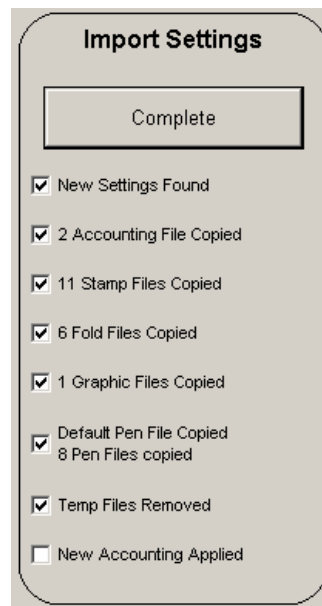 Import Settings
Complete
New Settings Found
2 Accounting File Copied
11 Stamp Files Copied
6 Fold Files Copied
1 Graphic Files Copied
Default Pen File Copied
8 Pen Files copied
Temp Files Removed
New Accounting Applied